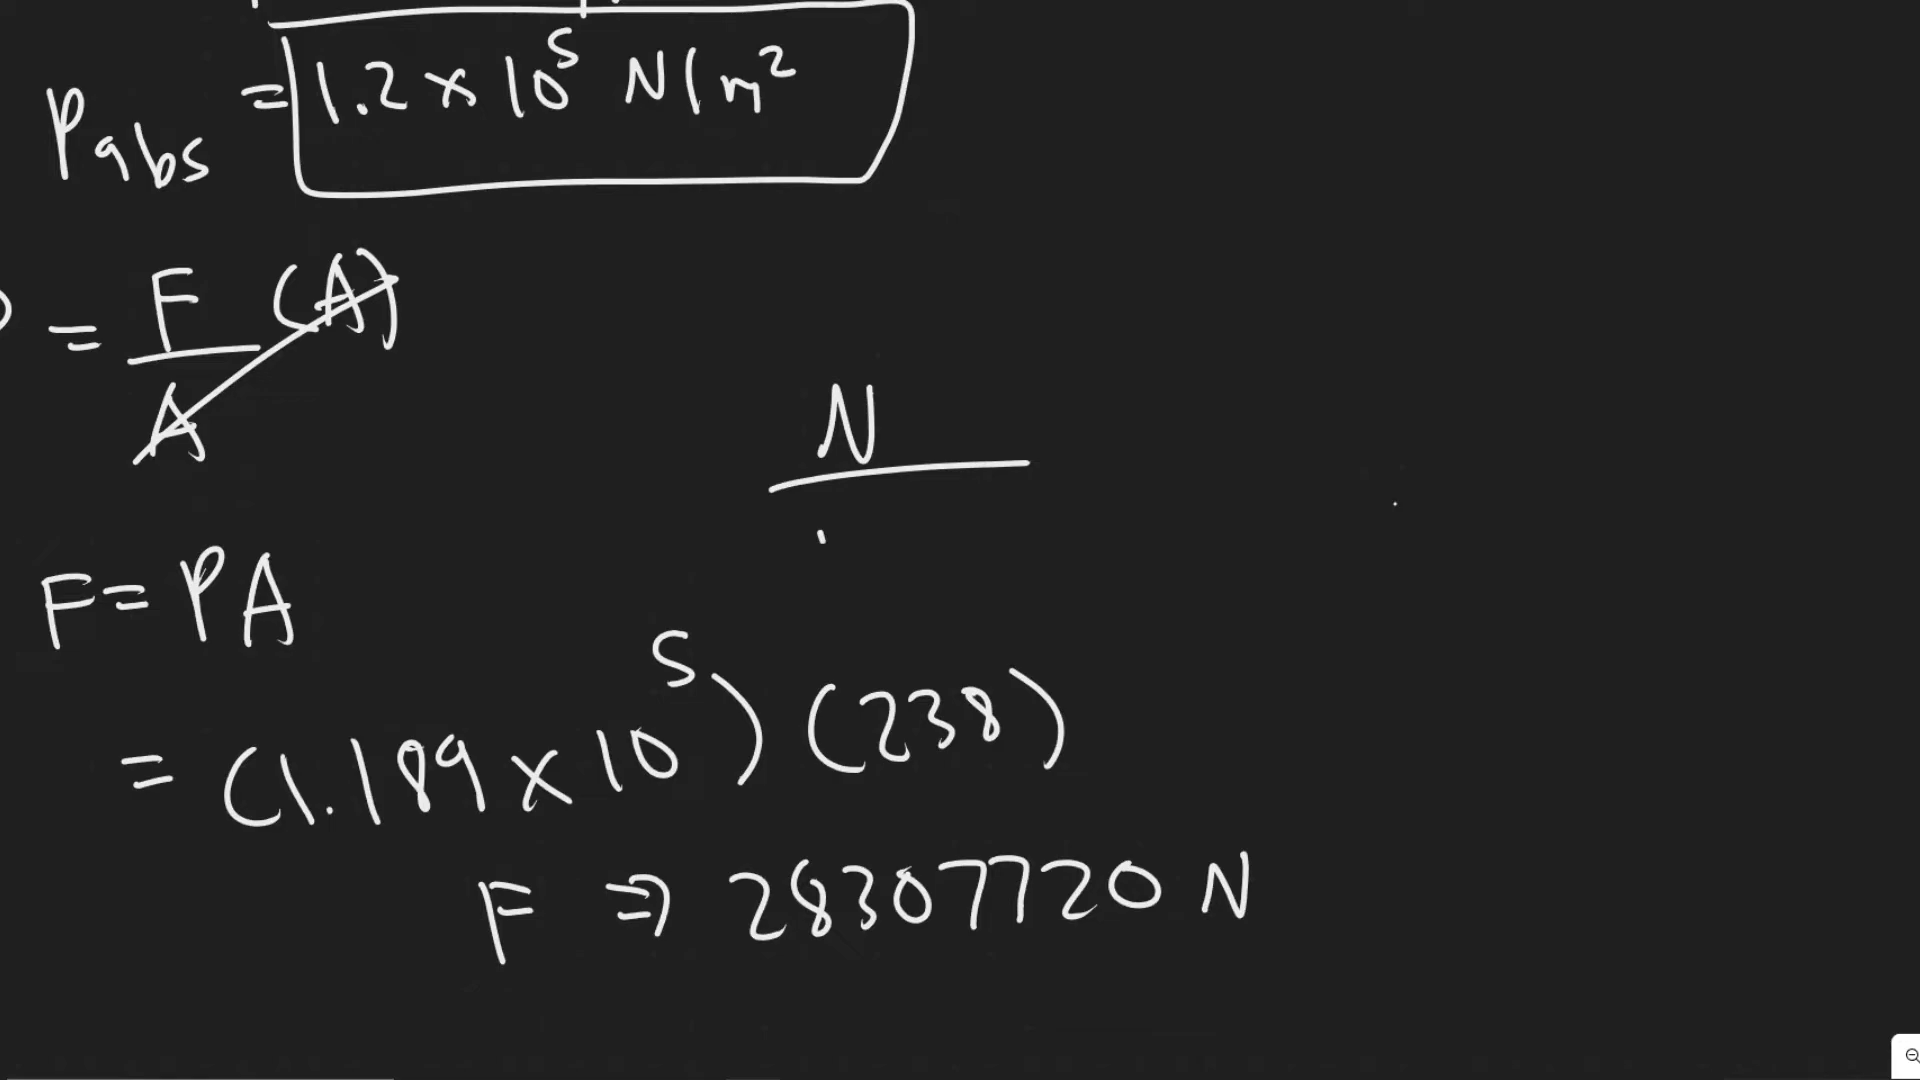 Pabs = 1.2 x 10^5 N/m^2
= F/A (A)
N
F = PA
= (1.189 x 10^5) (238)
F ⇒ 28307720 N